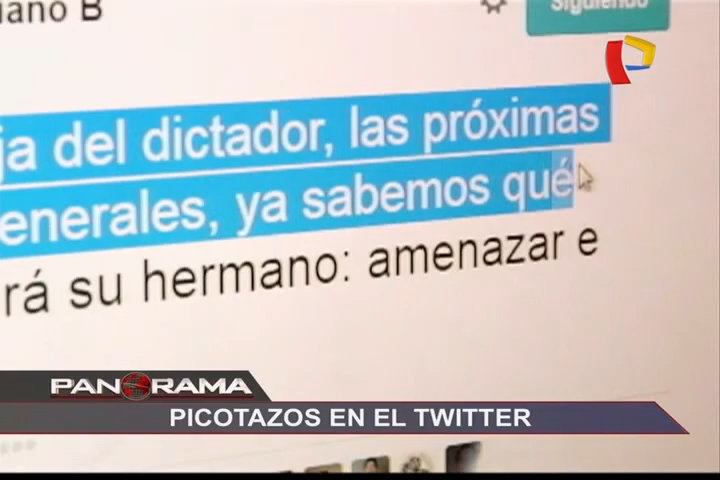 iano B
Siguiendo
ja del dictador, las próximas
enerales, ya sabemos qué
rá su hermano: amenazar e
PANORAMA
PICOTAZOS EN EL TWITTER